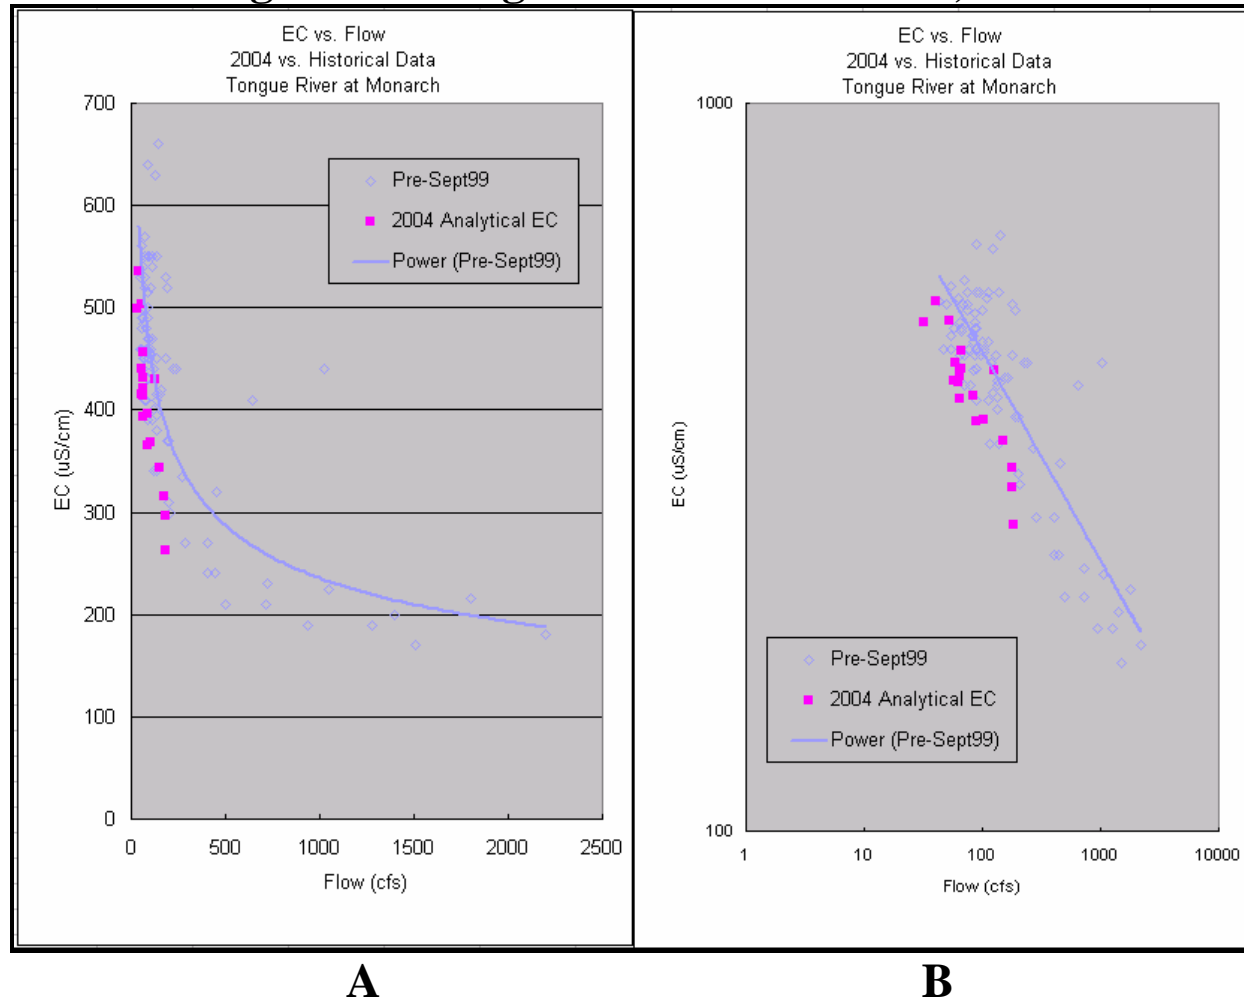 EC vs. Flow
2004 vs. Historical Data
Tongue River at Monarch
700
600
500
400
300
200
100
0
EC (uS/cm)
Pre-Sept99
2004 Analytical EC
Power (Pre-Sept99)
0 500 1000 1500 2000 2500
Flow (cfs)
EC vs. Flow
2004 vs. Historical Data
Tongue River at Monarch
1000
100
EC (uS/cm)
Pre-Sept99
2004 Analytical EC
Power (Pre-Sept99)
1 10 100 1000 10000
Flow (cfs)
A B